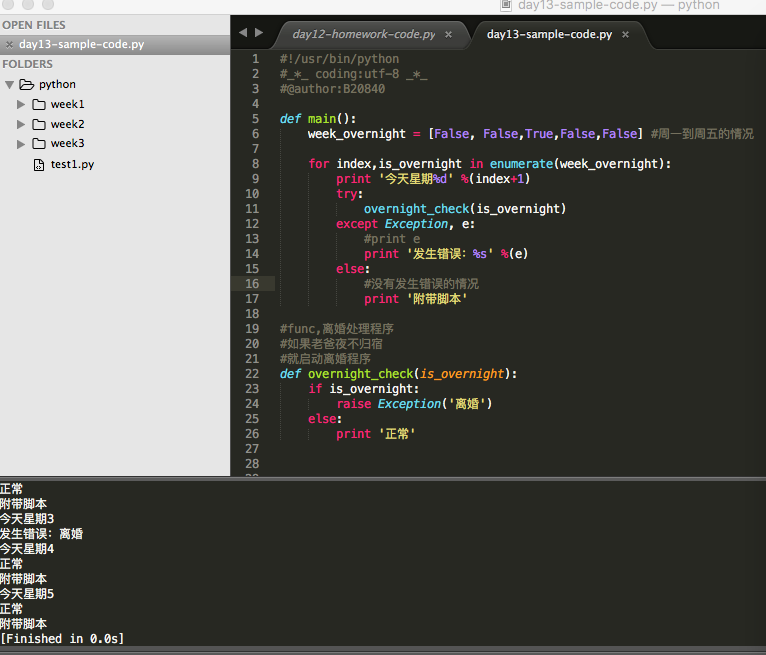 day13-sample-code.py — python
OPEN FILES
× day13-sample-code.py
FOLDERS
python
week1
week2
week3
test1.py
day12-homework-code.py ×
day13-sample-code.py ×
1 #!/usr/bin/python
2 #_*_ coding:utf-8 _*_
3 #@author:B20840
4
5 def main():
6     week_overnight = [False, False,True,False,False] #周一到周五的情况
7
8     for index,is_overnight in enumerate(week_overnight):
9         print '今天星期%d' %(index+1)
10         try:
11             overnight_check(is_overnight)
12         except Exception, e:
13             #print e
14             print '发生错误: %s' %(e)
15         else:
16             #没有发生错误的情况
17             print '附带脚本'
18
19 #func,离婚处理程序
20 #如果老爸夜不归宿
21 #就启动离婚程序
22 def overnight_check(is_overnight):
23     if is_overnight:
24         raise Exception('离婚')
25     else:
26         print '正常'
27
28
正常
附带脚本
今天星期3
发生错误: 离婚
今天星期4
正常
附带脚本
今天星期5
正常
附带脚本
[Finished in 0.0s]